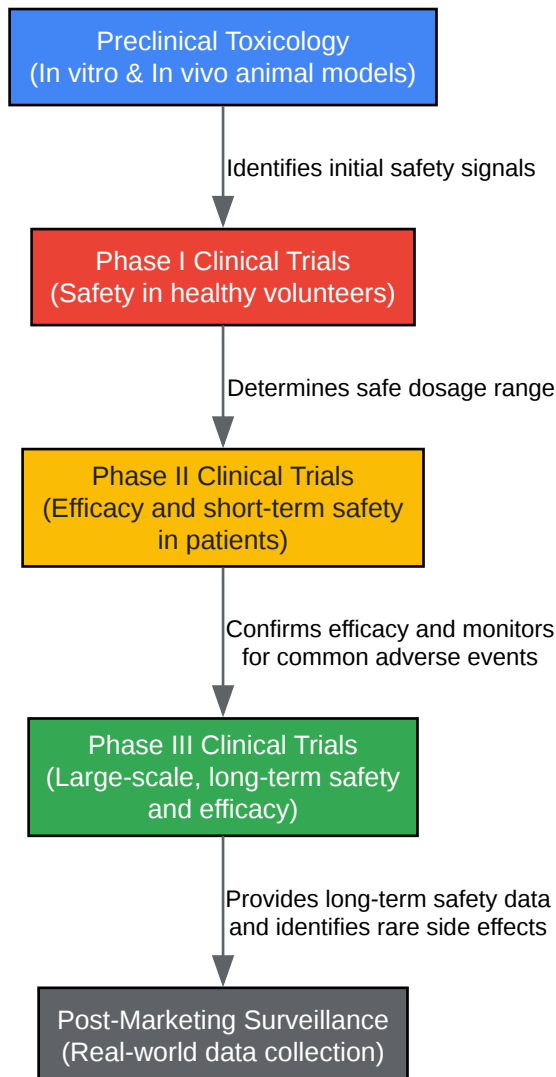 Preclinical Toxicology
(In vitro & In vivo animal models)
Identifies initial safety signals
Phase I Clinical Trials
(Safety in healthy volunteers)
Determines safe dosage range
Phase II Clinical Trials
(Efficacy and short-term safety
in patients)
Confirms efficacy and monitors
for common adverse events
Phase III Clinical Trials
(Large-scale, long-term safety
and efficacy)
Provides long-term safety data
and identifies rare side effects
Post-Marketing Surveillance
(Real-world data collection)